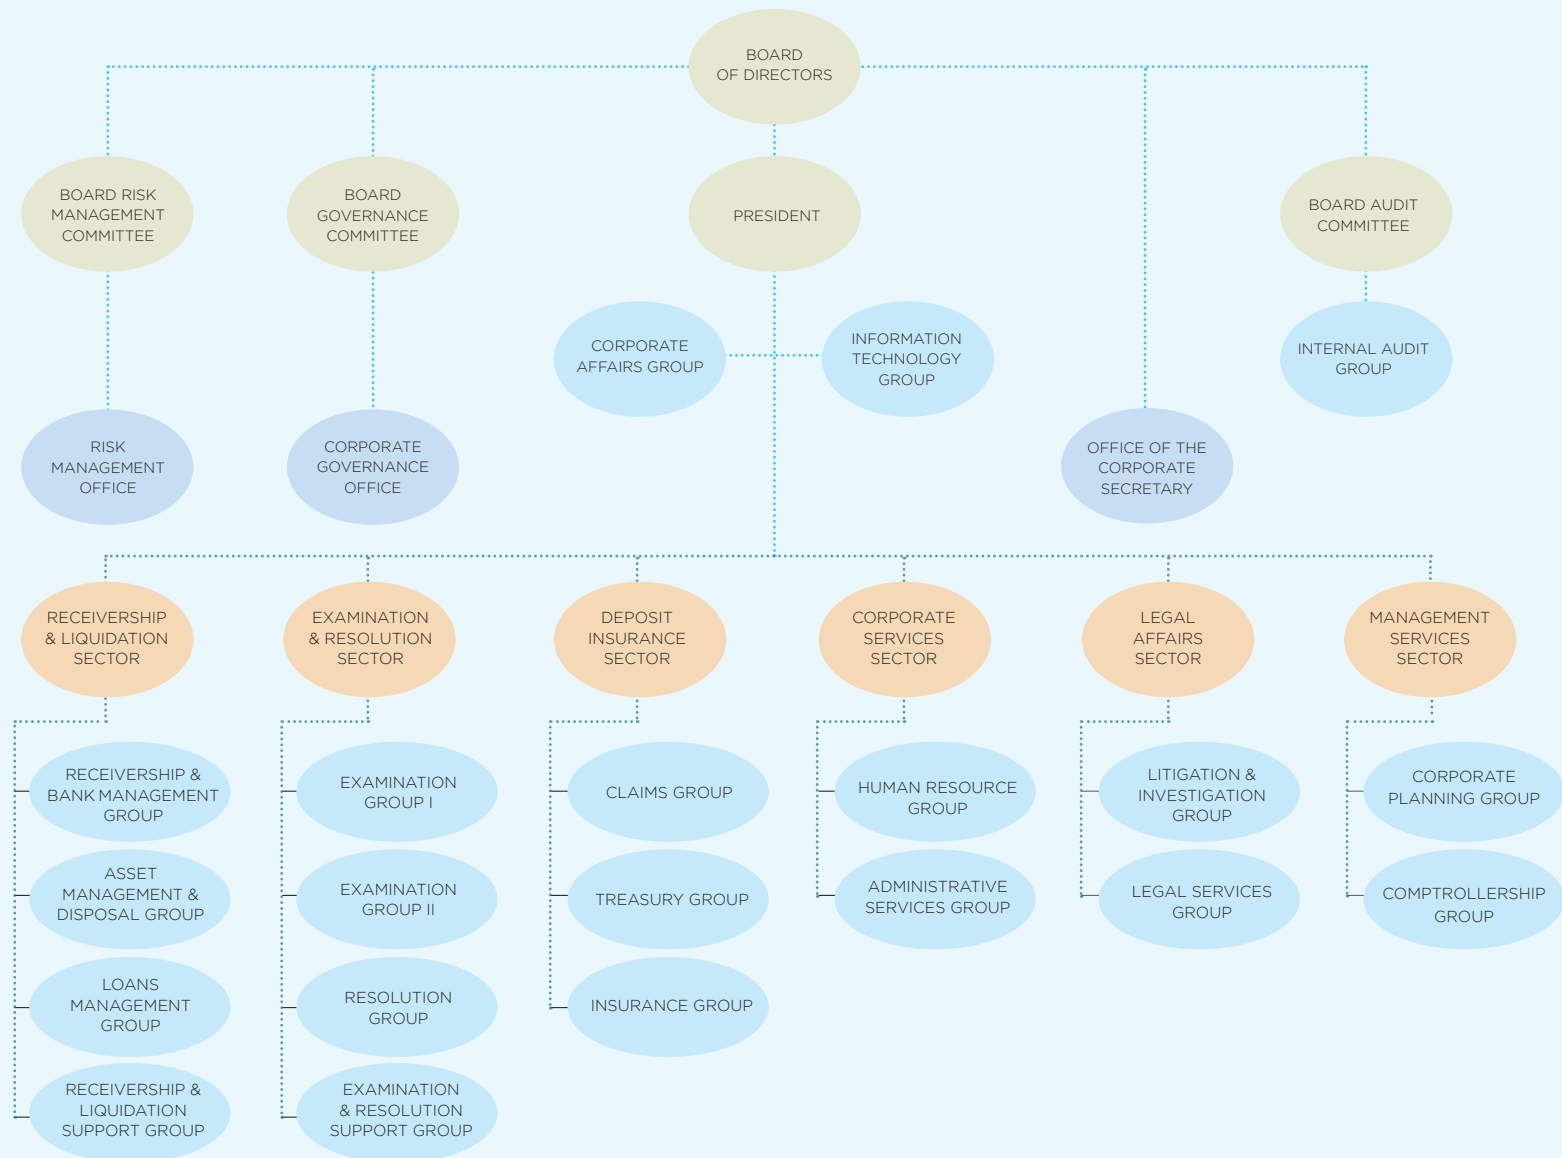 BOARD
OF DIRECTORS
BOARD RISK
MANAGEMENT
COMMITTEE
BOARD
GOVERNANCE
COMMITTEE
PRESIDENT
BOARD AUDIT
COMMITTEE
CORPORATE
AFFAIRS GROUP
INFORMATION
TECHNOLOGY
GROUP
INTERNAL AUDIT
GROUP
RISK
MANAGEMENT
OFFICE
CORPORATE
GOVERNANCE
OFFICE
OFFICE OF THE
CORPORATE
SECRETARY
RECEIVERSHIP
& LIQUIDATION
SECTOR
EXAMINATION
& RESOLUTION
SECTOR
DEPOSIT
INSURANCE
SECTOR
CORPORATE
SERVICES
SECTOR
LEGAL
AFFAIRS
SECTOR
MANAGEMENT
SERVICES
SECTOR
RECEIVERSHIP &
BANK MANAGEMENT
GROUP
EXAMINATION
GROUP I
CLAIMS GROUP
HUMAN RESOURCE
GROUP
LITIGATION &
INVESTIGATION
GROUP
CORPORATE
PLANNING GROUP
ASSET
MANAGEMENT &
DISPOSAL GROUP
EXAMINATION
GROUP II
TREASURY GROUP
ADMINISTRATIVE
SERVICES GROUP
LEGAL SERVICES
GROUP
COMPTROLLERSHIP
GROUP
LOANS
MANAGEMENT
GROUP
RESOLUTION
GROUP
INSURANCE GROUP
RECEIVERSHIP &
LIQUIDATION
SUPPORT GROUP
EXAMINATION
& RESOLUTION
SUPPORT GROUP